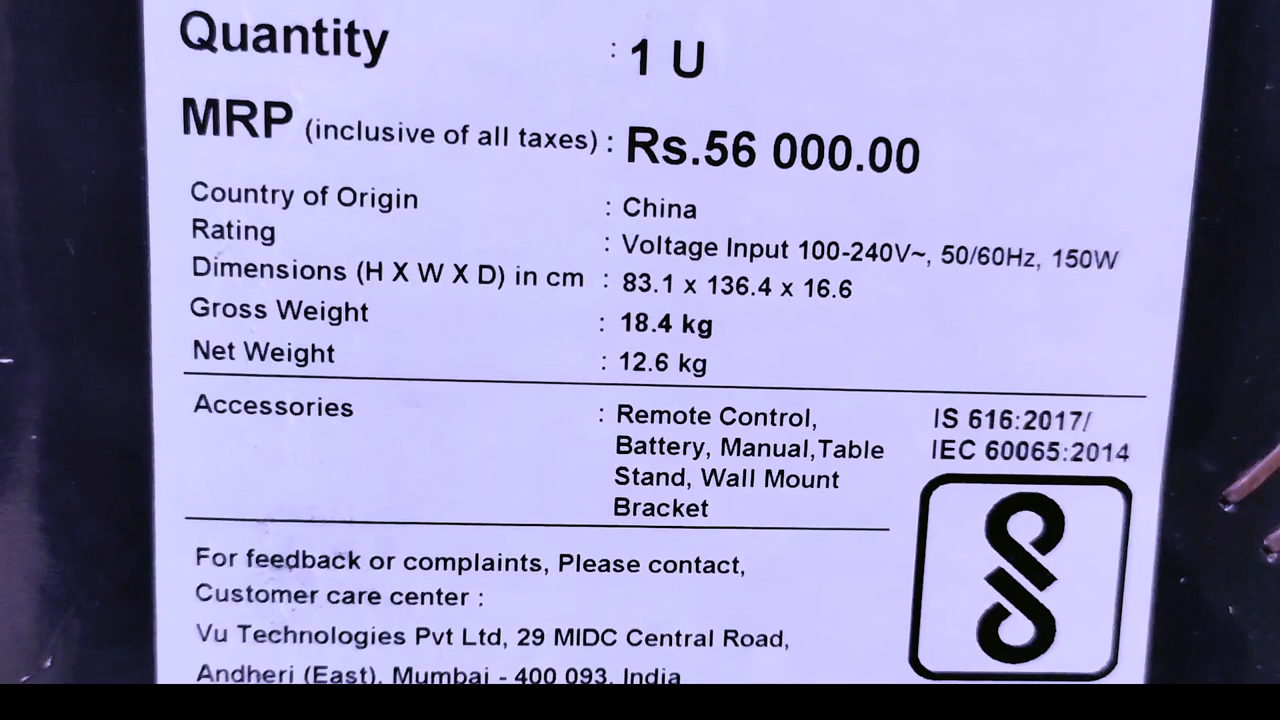 Quantity : 1 U
MRP (inclusive of all taxes) : Rs.56 000.00
Country of Origin : China
Rating : Voltage Input 100-240V~, 50/60Hz, 150W
Dimensions (H X W X D) in cm : 83.1 x 136.4 x 16.6
Gross Weight : 18.4 kg
Net Weight : 12.6 kg
Accessories : Remote Control,
Battery, Manual,Table
Stand, Wall Mount
Bracket
IS 616:2017/
IEC 60065:2014
For feedback or complaints, Please contact,
Customer care center :
Vu Technologies Pvt Ltd, 29 MIDC Central Road,
Andheri (East), Mumbai - 400 093, India